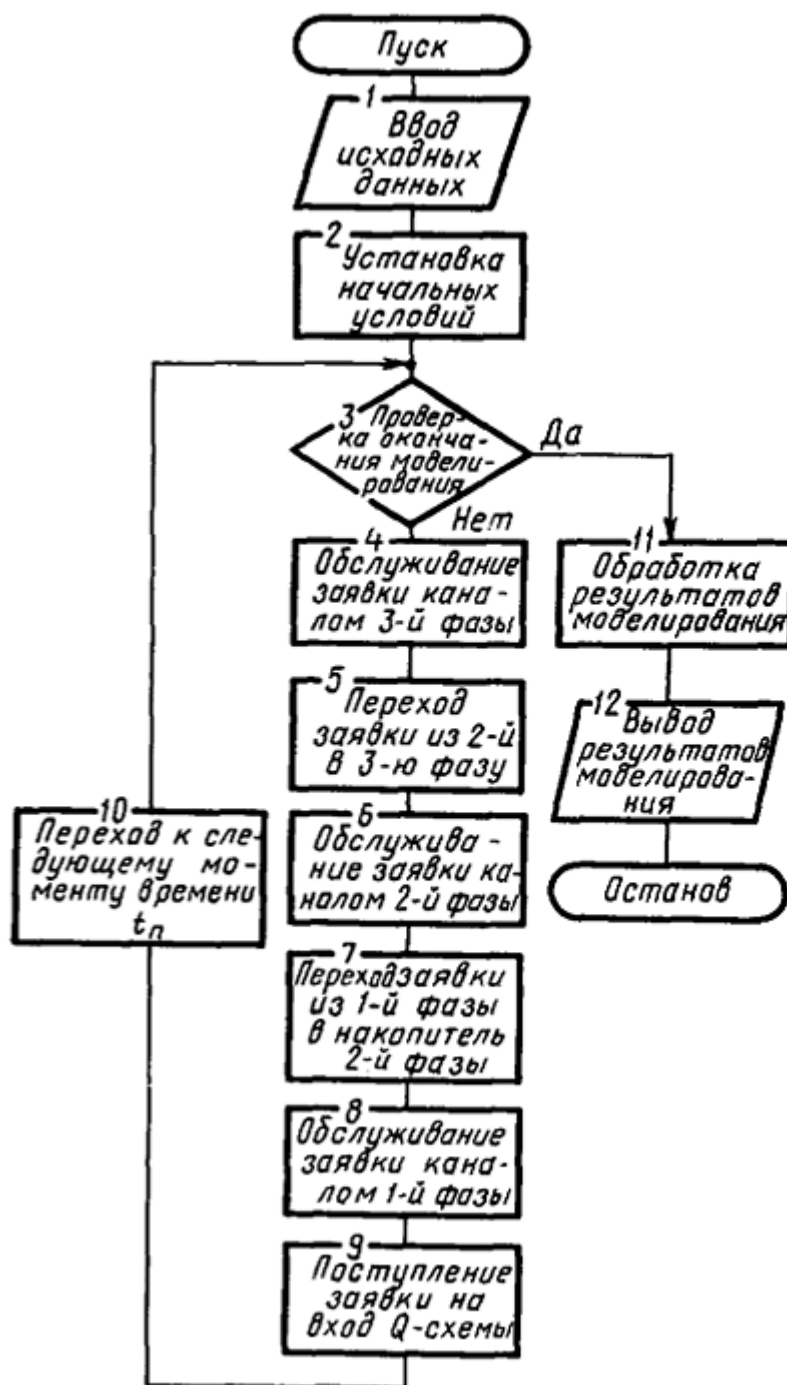 Пуск
1
Ввод
исходных
данных
2
Установка
начальных
условий
3 Провер-
ка оконча-
ния модели-
рования
Да
Нет
4
Обслуживание
заявки кана-
лом 3-й фазы
5
Переход
заявки из 2-й
в 3-ю фазу
6
Обслужива-
ние заявки ка-
налом 2-й фазы
7
Переход заявки
из 1-й фазы
в накопитель
2-й фазы
8
Обслуживание
заявки кана-
лом 1-й фазы
9
Поступление
заявки на
вход Q-схемы
10
Переход к сле-
дующему мо-
менту времени
tп
11
Обработка
результатов
моделирования
12
Вывод
результатов
моделирова-
ния
Останов